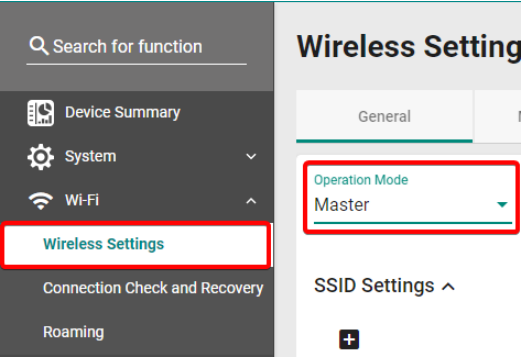 Search for function
Device Summary
System
Wi-Fi
Wireless Settings
Connection Check and Recovery
Roaming
Wireless Setting
General
Operation Mode
Master
SSID Settings